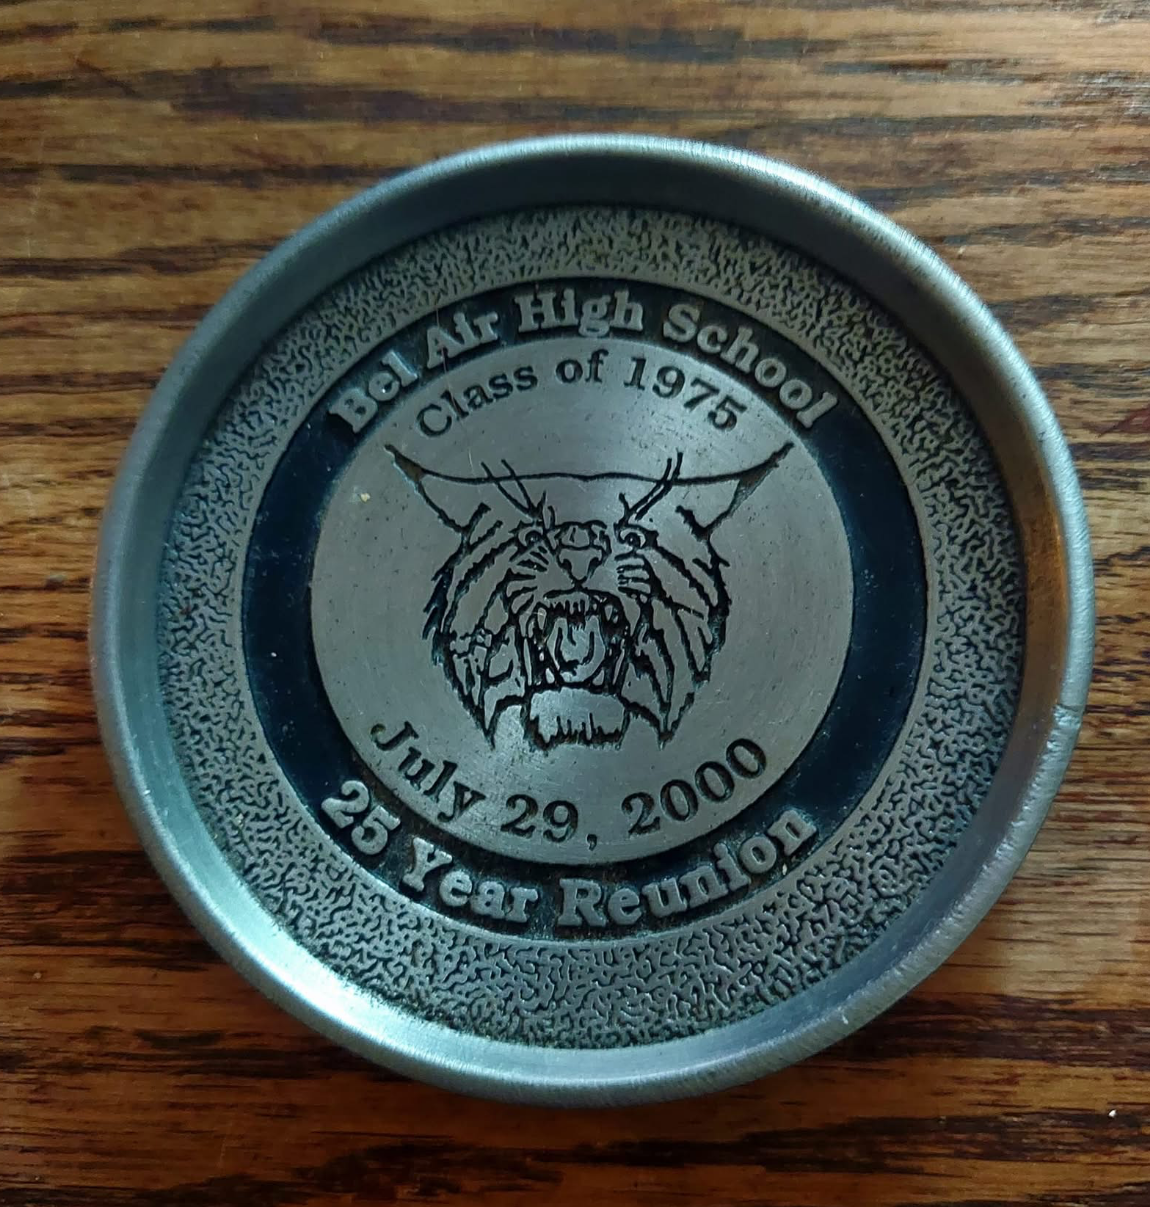 Bel Air High School
Class of 1975
July 29, 2000
25 Year Reunion